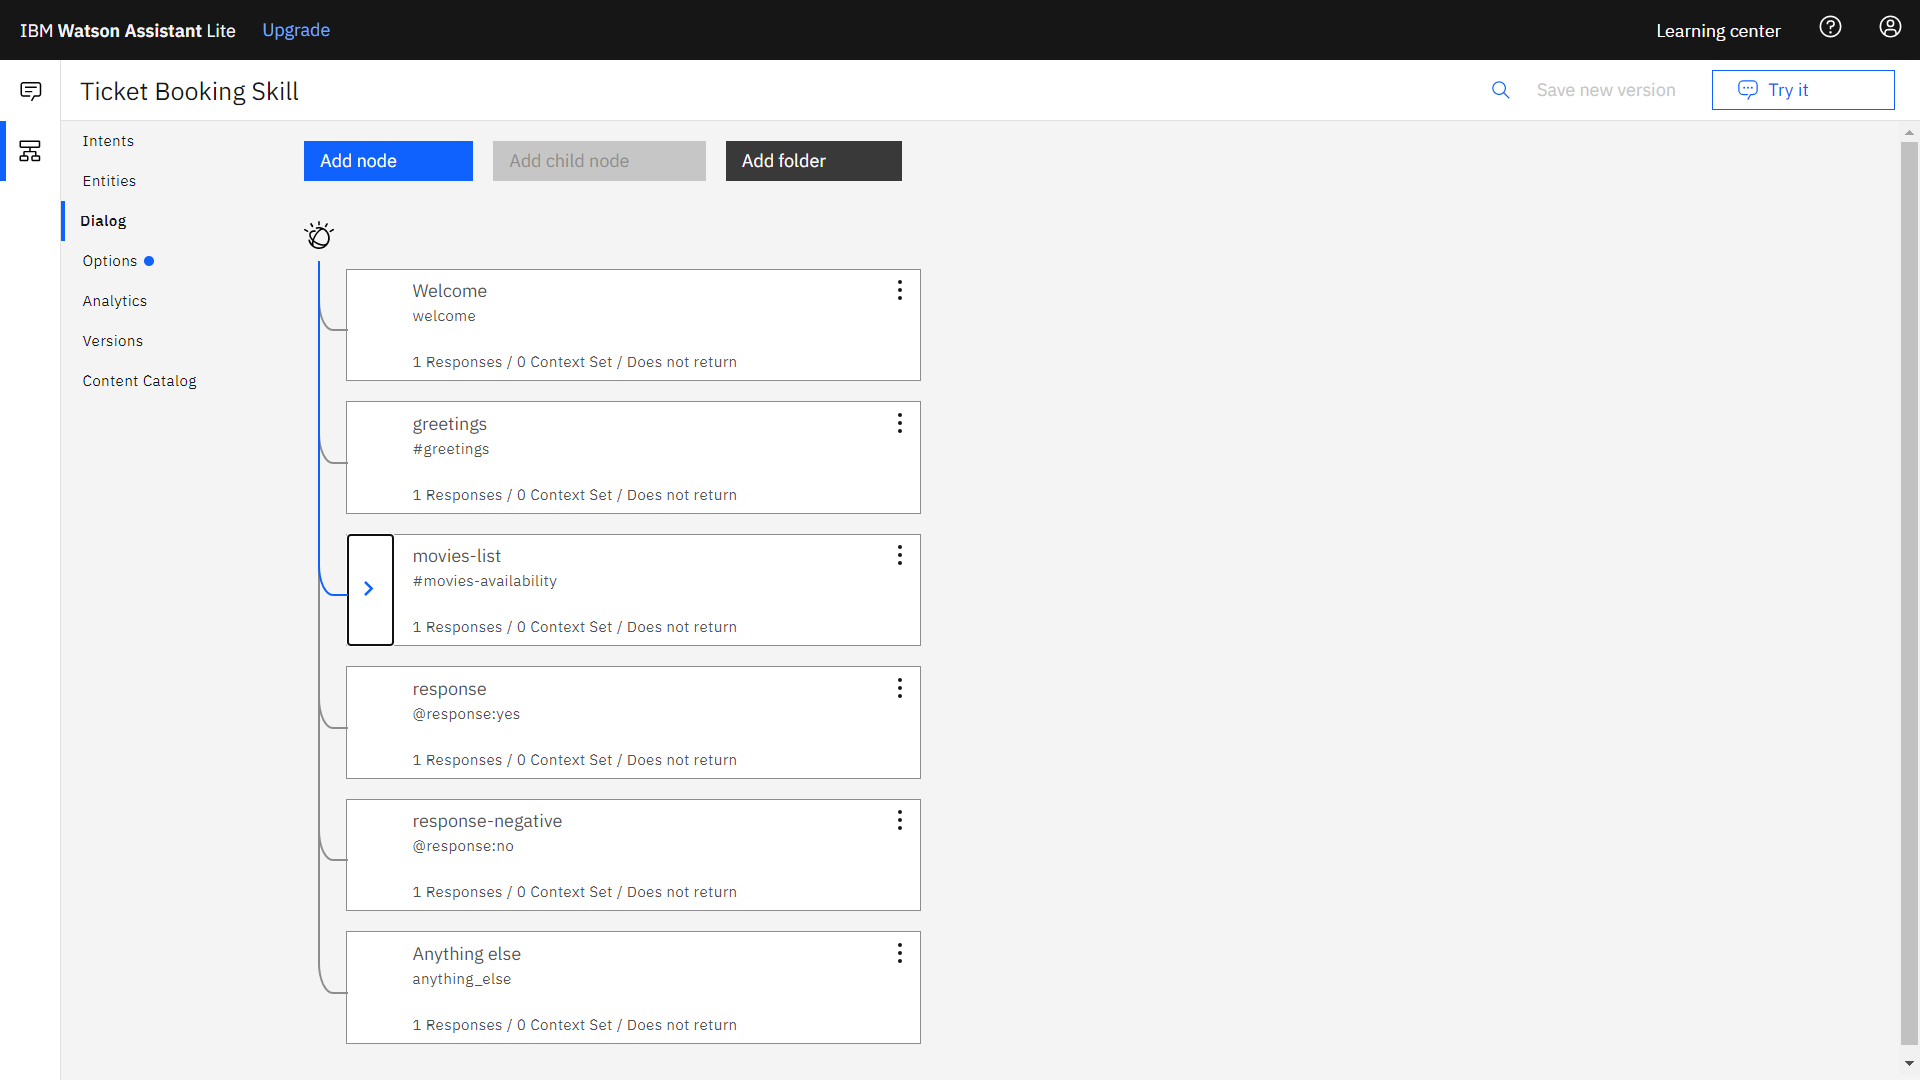 IBM Watson Assistant Lite Upgrade Learning center
Ticket Booking Skill Save new version Try it
Intents
Entities
Dialog
Options
Analytics
Versions
Content Catalog
Add node Add child node Add folder
Welcome
welcome
1 Responses / 0 Context Set / Does not return
greetings
#greetings
1 Responses / 0 Context Set / Does not return
movies-list
#movies-availability
1 Responses / 0 Context Set / Does not return
response
@response:yes
1 Responses / 0 Context Set / Does not return
response-negative
@response:no
1 Responses / 0 Context Set / Does not return
Anything else
anything_else
1 Responses / 0 Context Set / Does not return